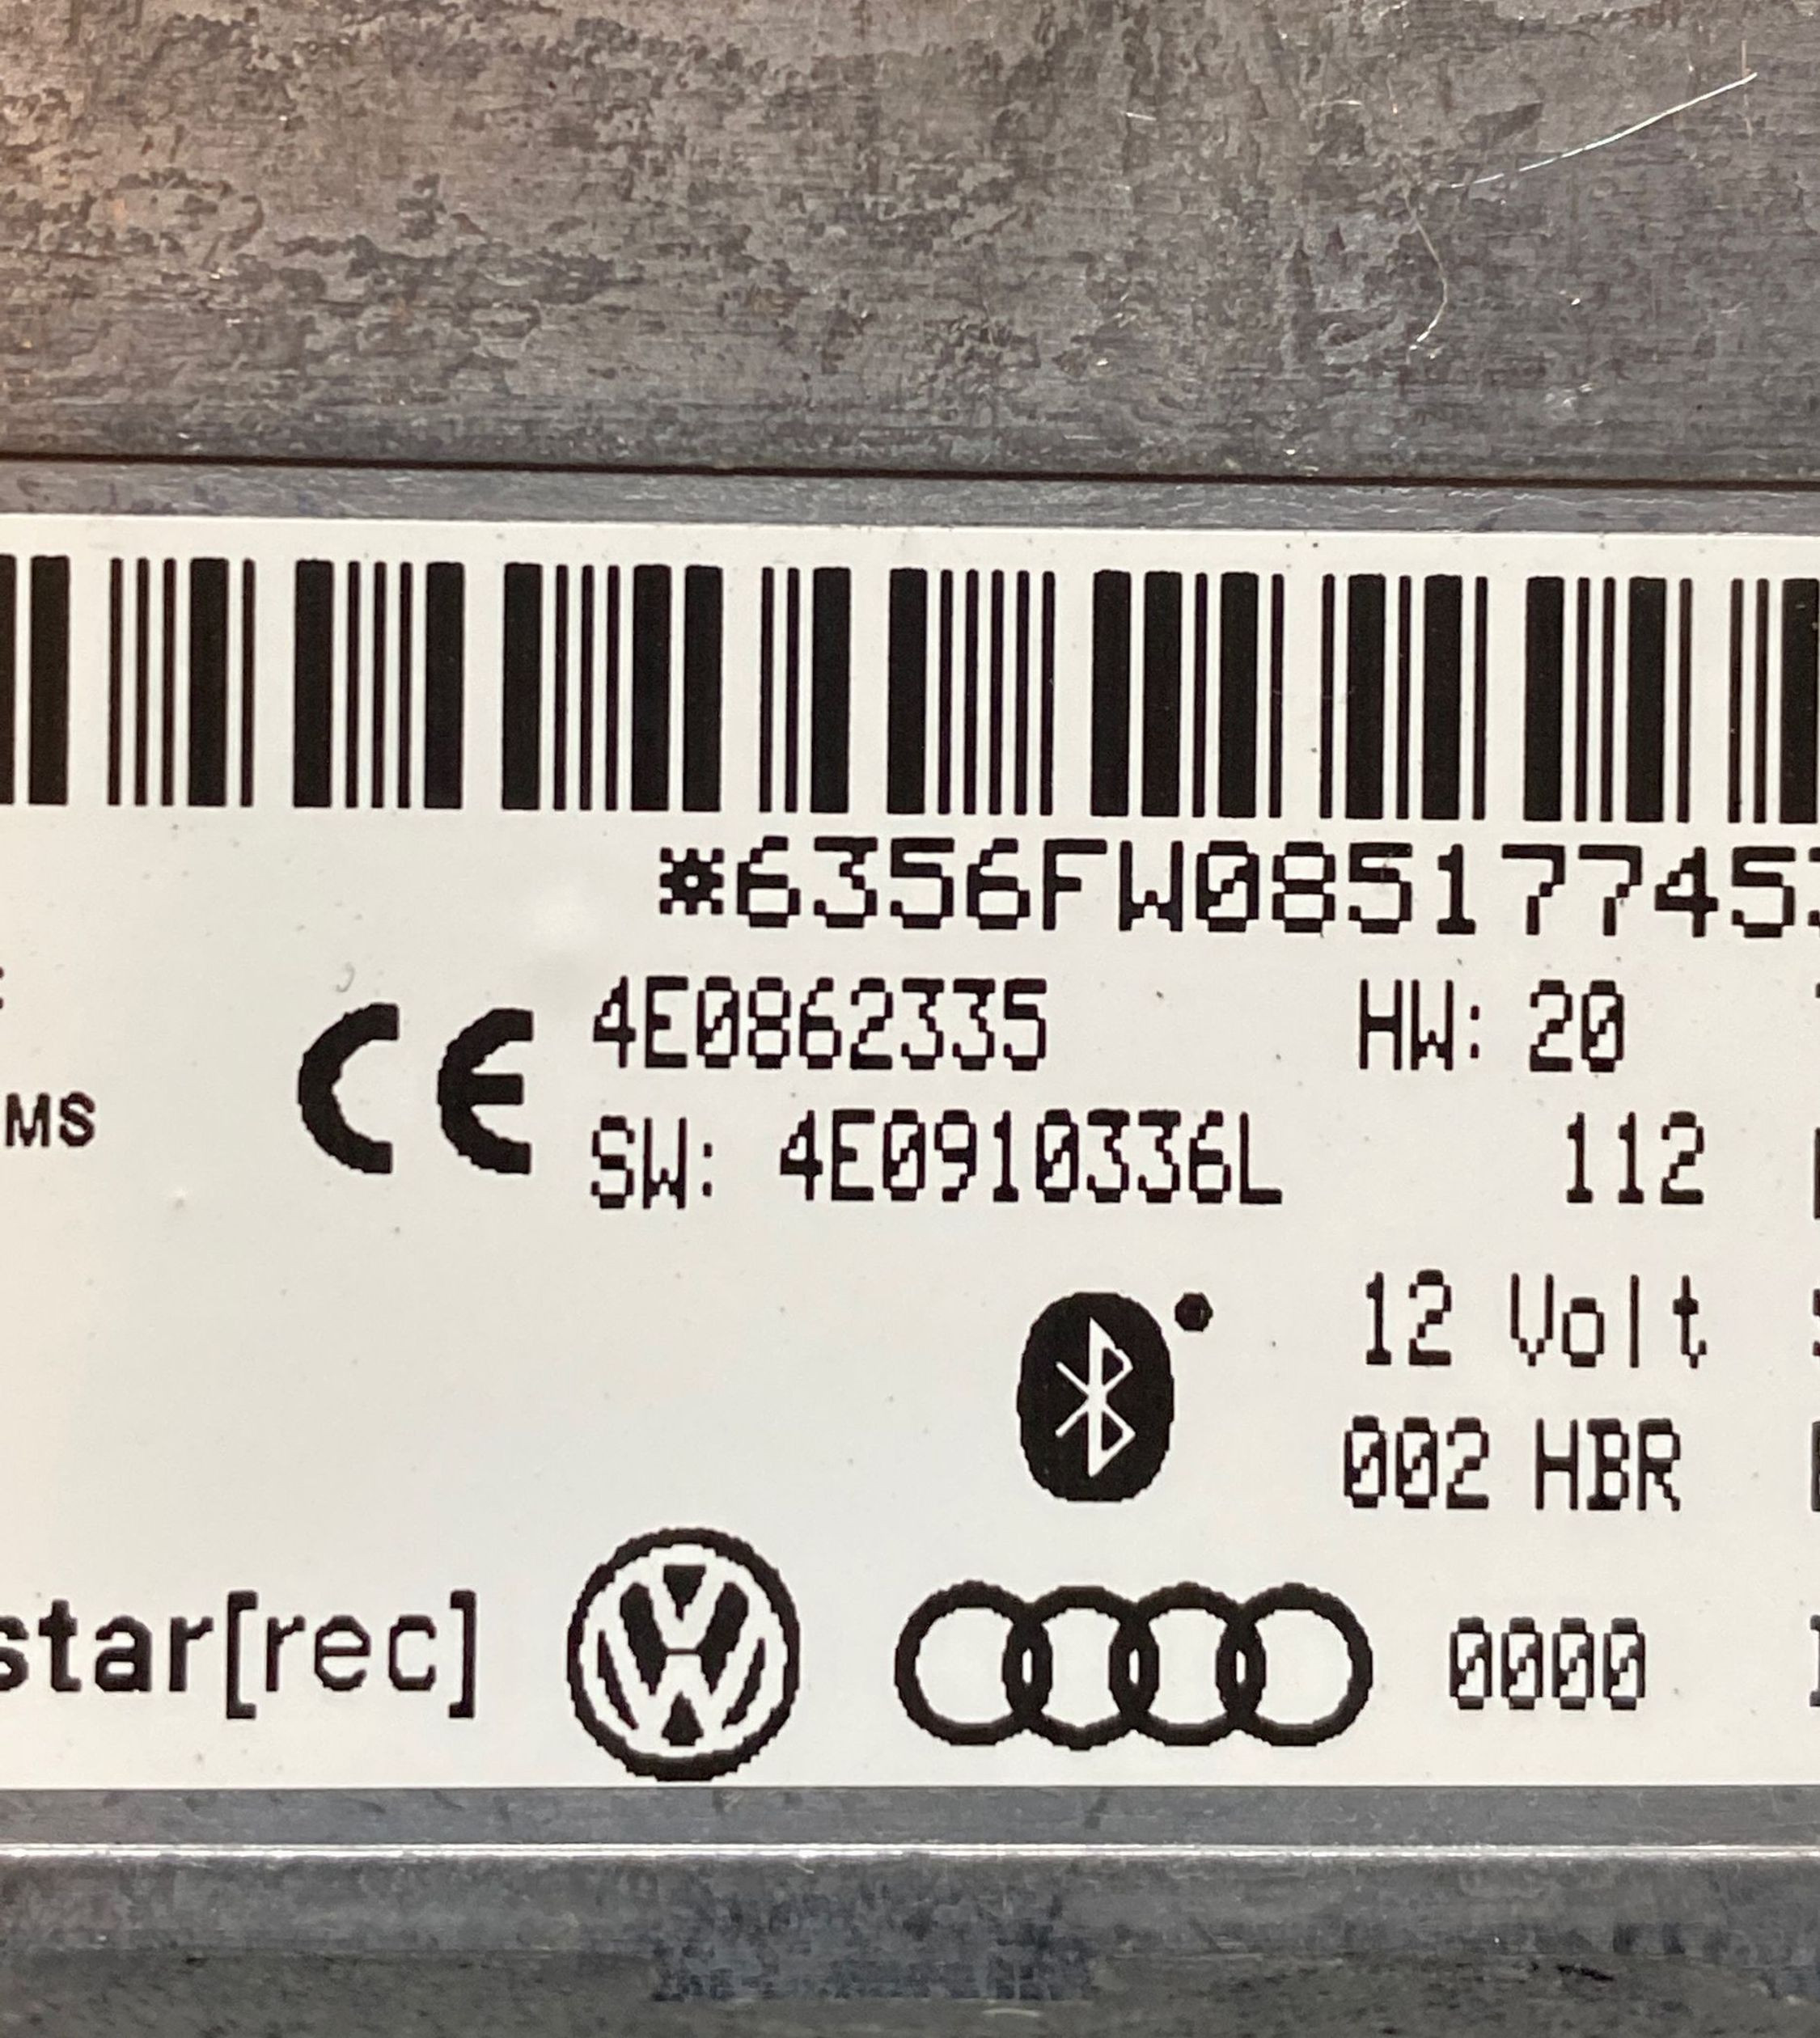 *6356FW08517745
4E0862335 HW: 20
MS
SW: 4E0910336L 112
12 Volt
002 HBR
star[rec]
0000